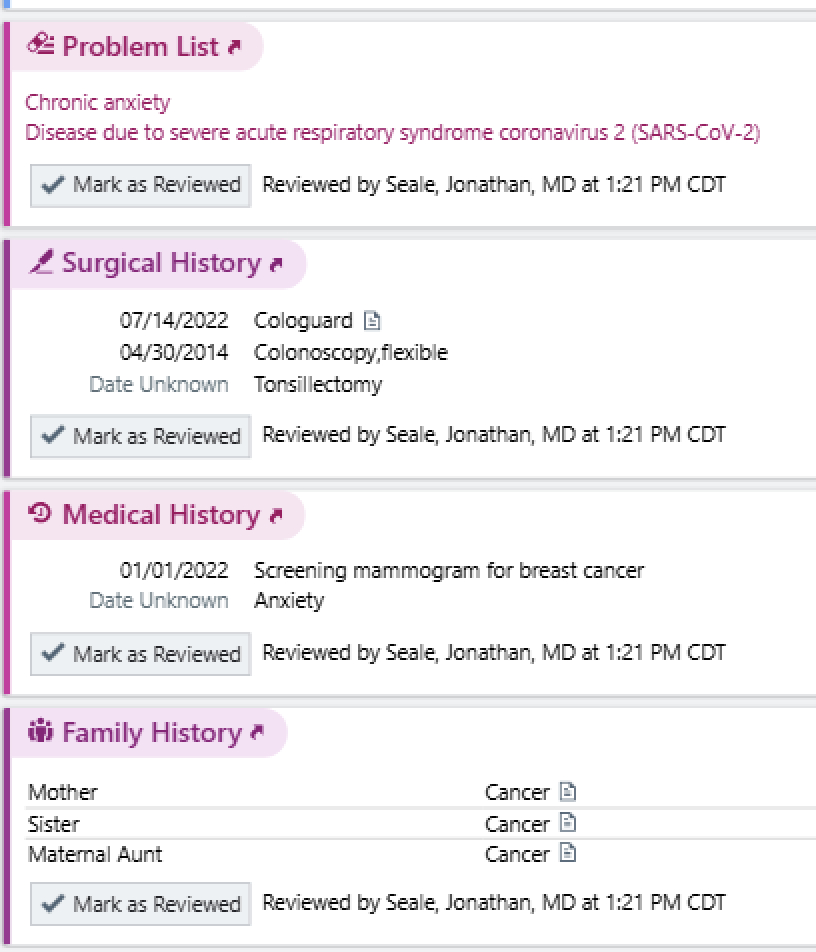 Problem List
Chronic anxiety
Disease due to severe acute respiratory syndrome coronavirus 2 (SARS-CoV-2)
Mark as Reviewed Reviewed by Seale, Jonathan, MD at 1:21 PM CDT
Surgical History
07/14/2022 Cologuard
04/30/2014 Colonoscopy,flexible
Date Unknown Tonsillectomy
Mark as Reviewed Reviewed by Seale, Jonathan, MD at 1:21 PM CDT
Medical History
01/01/2022 Screening mammogram for breast cancer
Date Unknown Anxiety
Mark as Reviewed Reviewed by Seale, Jonathan, MD at 1:21 PM CDT
Family History
Mother Cancer
Sister Cancer
Maternal Aunt Cancer
Mark as Reviewed Reviewed by Seale, Jonathan, MD at 1:21 PM CDT